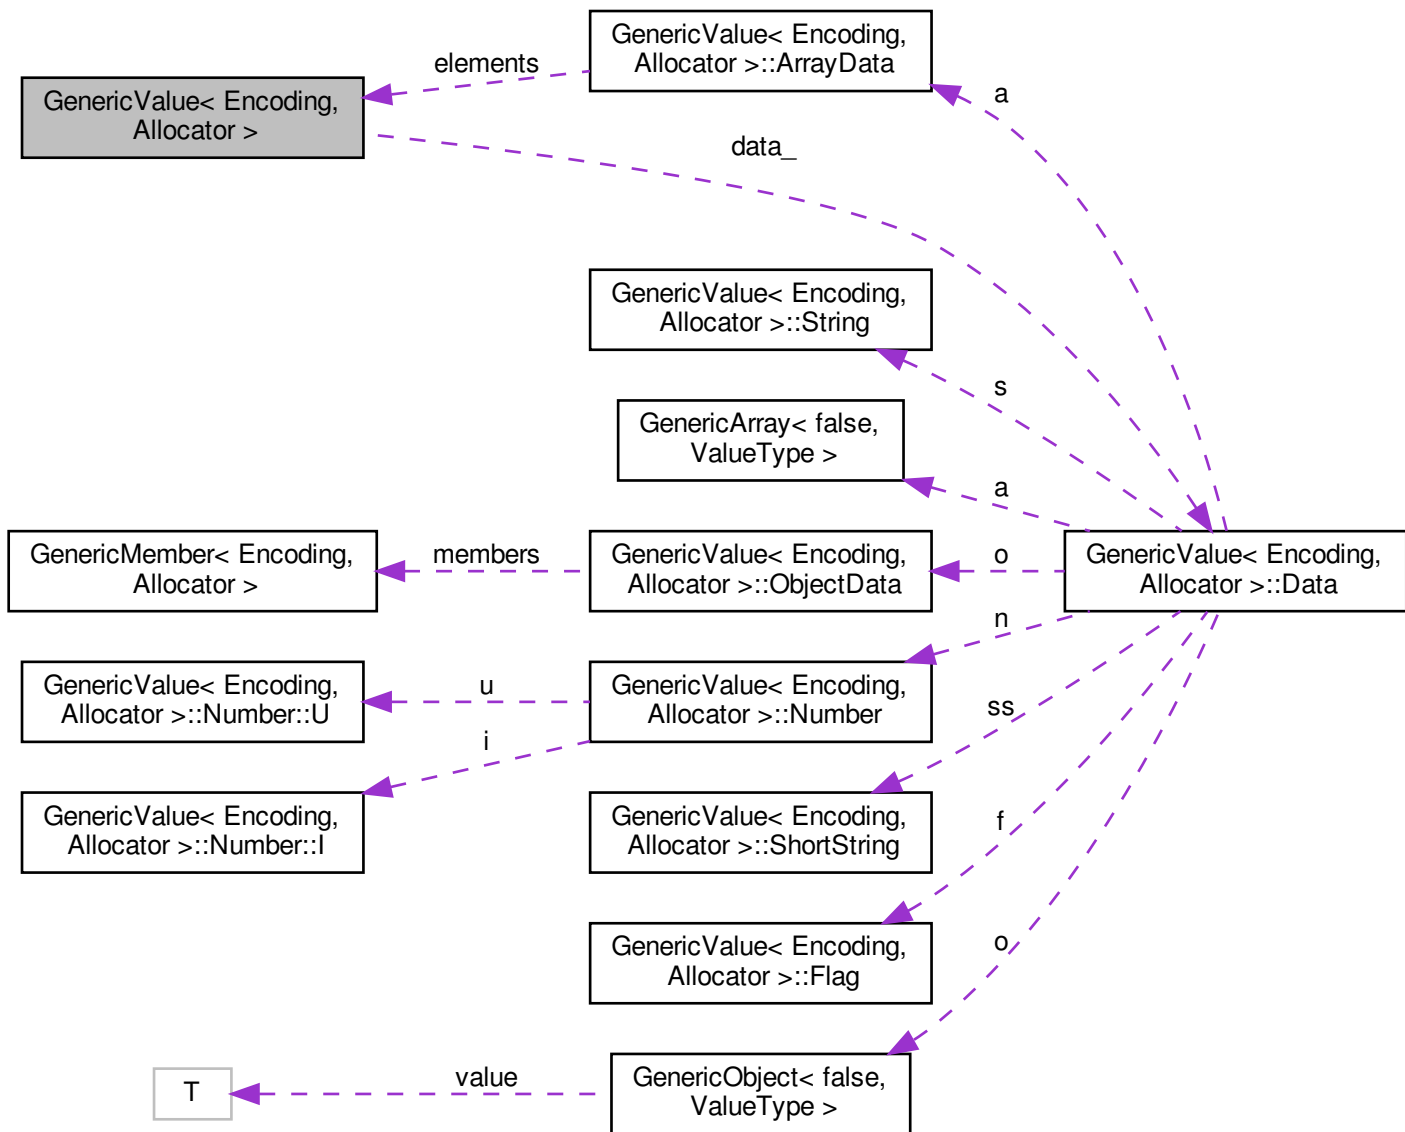 GenericValue< Encoding,
Allocator >::ArrayData
elements
GenericValue< Encoding,
Allocator >
a
data_
GenericValue< Encoding,
Allocator >::String
s
GenericArray< false,
ValueType >
a
GenericMember< Encoding,
Allocator >
members
GenericValue< Encoding,
Allocator >::ObjectData
o
GenericValue< Encoding,
Allocator >::Data
n
GenericValue< Encoding,
Allocator >::Number::U
u
GenericValue< Encoding,
Allocator >::Number
ss
i
GenericValue< Encoding,
Allocator >::Number::I
GenericValue< Encoding,
Allocator >::ShortString
f
GenericValue< Encoding,
Allocator >::Flag
o
T
value
GenericObject< false,
ValueType >